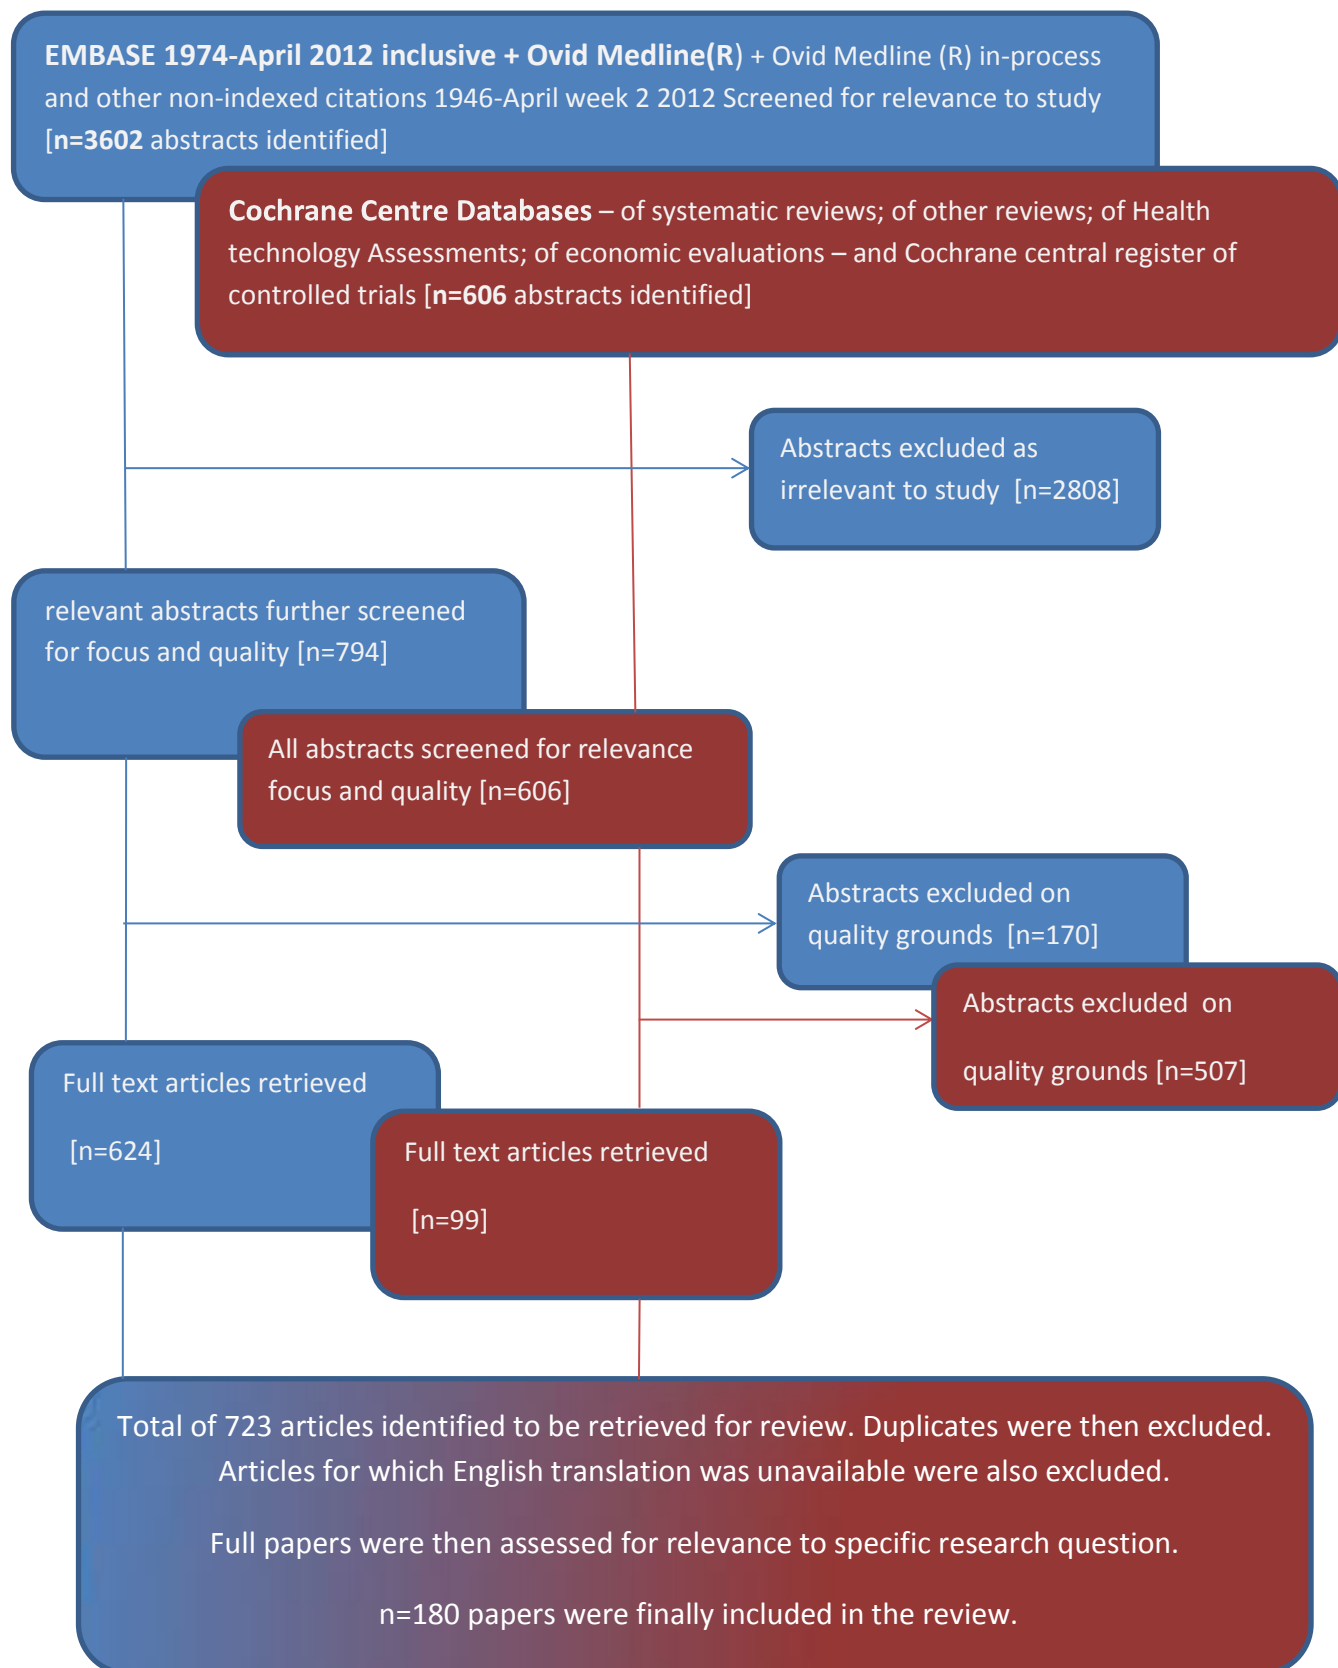 EMBASE 1974-April 2012 inclusive + Ovid Medline(R) + Ovid Medline (R) in-process
and other non-indexed citations 1946-April week 2 2012 Screened for relevance to study
[n=3602 abstracts identified]
Cochrane Centre Databases – of systematic reviews; of other reviews; of Health
technology Assessments; of economic evaluations – and Cochrane central register of
controlled trials [n=606 abstracts identified]
Abstracts excluded as
irrelevant to study [n=2808]
relevant abstracts further screened
for focus and quality [n=794]
All abstracts screened for relevance
focus and quality [n=606]
Abstracts excluded on
quality grounds [n=170]
Abstracts excluded on
quality grounds [n=507]
Full text articles retrieved
[n=624]
Full text articles retrieved
[n=99]
Total of 723 articles identified to be retrieved for review. Duplicates were then excluded.
Articles for which English translation was unavailable were also excluded.
Full papers were then assessed for relevance to specific research question.
n=180 papers were finally included in the review.